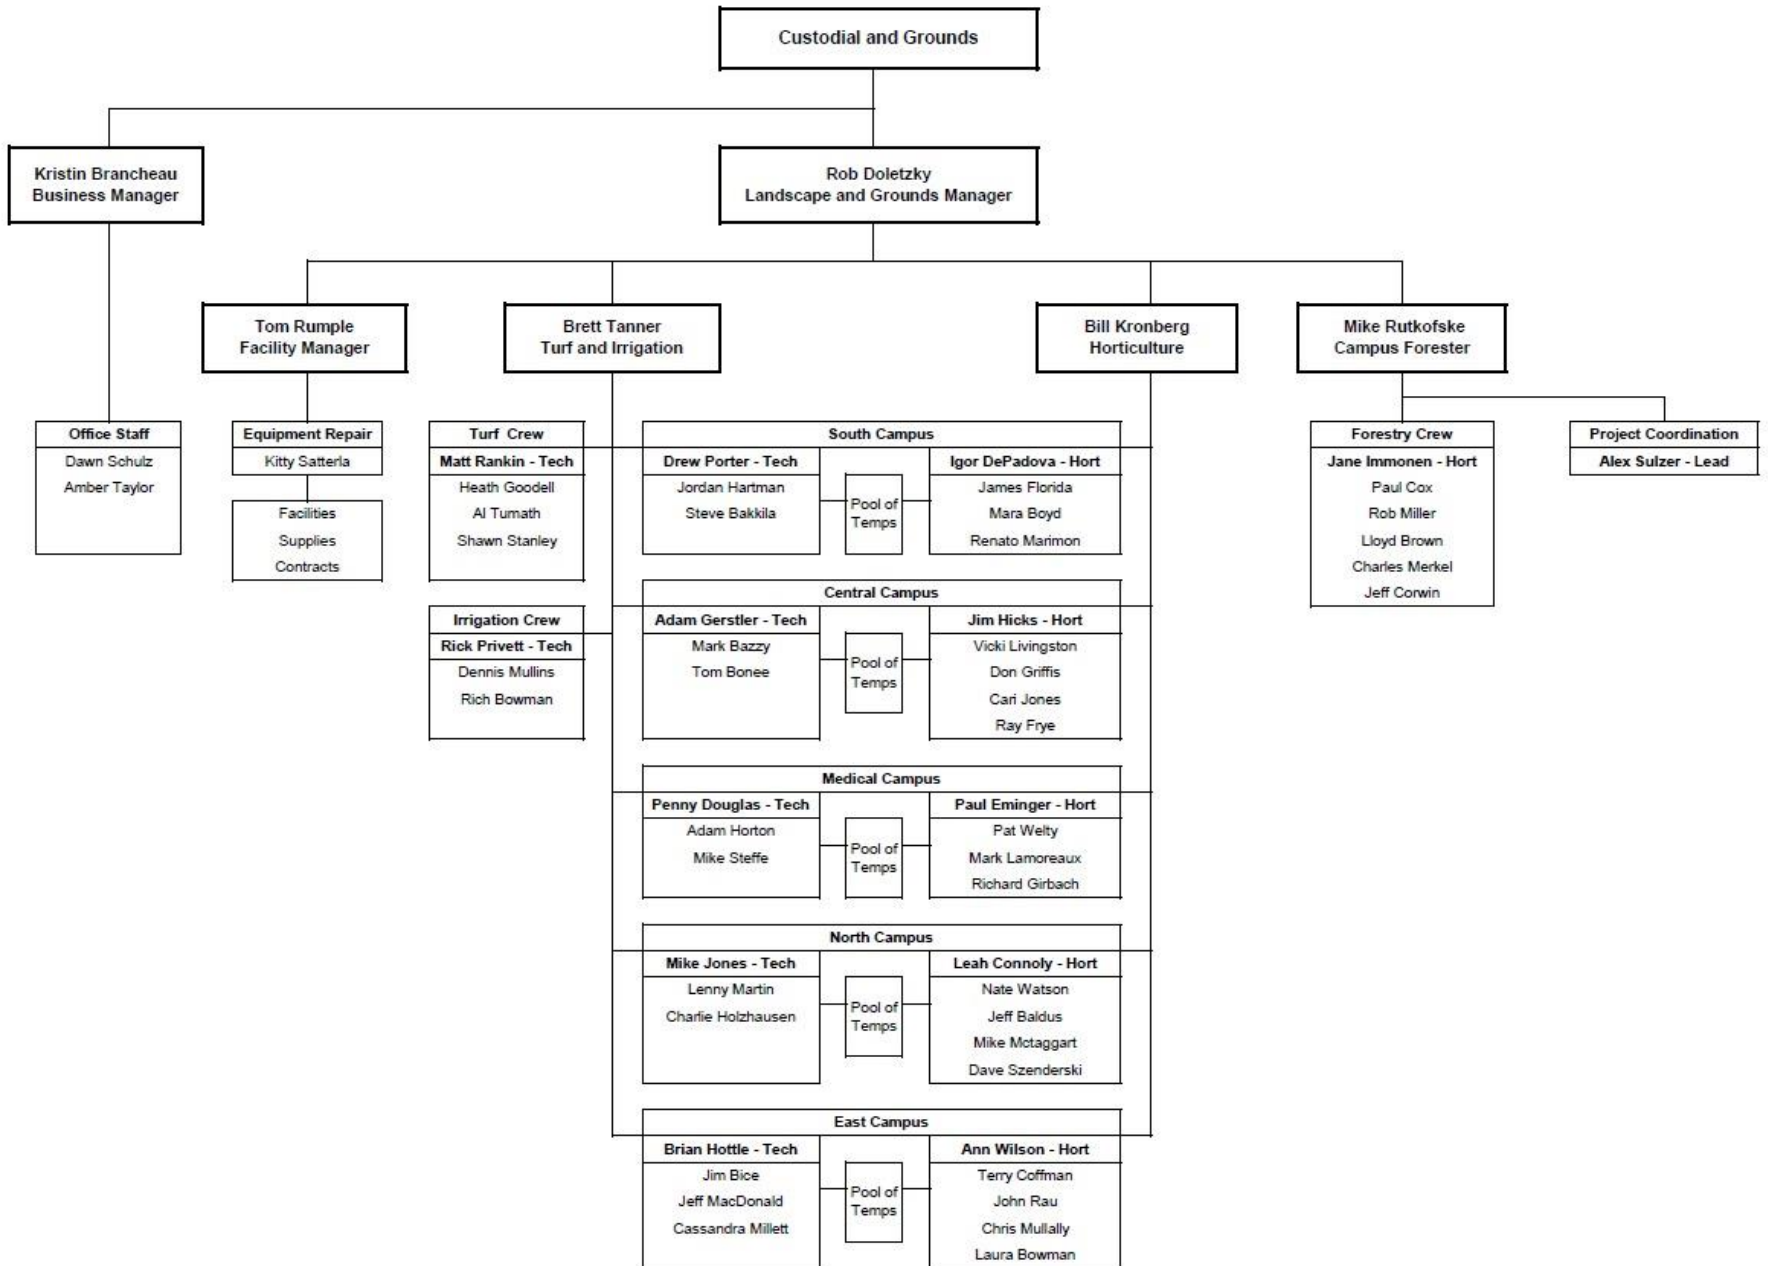 Custodial and Grounds
Kristin Brancheau
Business Manager
Rob Doletzky
Landscape and Grounds Manager
Tom Rumple
Facility Manager
Brett Tanner
Turf and Irrigation
Bill Kronberg
Horticulture
Mike Rutkofske
Campus Forester
Office Staff
Dawn Schulz
Amber Taylor
Equipment Repair
Kitty Satterla
Facilities
Supplies
Contracts
Turf Crew
Matt Rankin - Tech
Heath Goodell
Al Tumath
Shawn Stanley
Irrigation Crew
Rick Privett - Tech
Dennis Mullins
Rich Bowman
South Campus
Drew Porter - Tech
Jordan Hartman
Steve Bakkila
Pool of
Temps
Igor DePadova - Hort
James Florida
Mara Boyd
Renato Marimon
Central Campus
Adam Gerstler - Tech
Mark Bazzy
Tom Bonee
Pool of
Temps
Jim Hicks - Hort
Vicki Livingston
Don Griffis
Cari Jones
Ray Frye
Medical Campus
Penny Douglas - Tech
Adam Horton
Mike Steffe
Pool of
Temps
Paul Eminger - Hort
Pat Welty
Mark Lamoreaux
Richard Girbach
North Campus
Mike Jones - Tech
Lenny Martin
Charlie Holzhausen
Pool of
Temps
Leah Connoly - Hort
Nate Watson
Jeff Baldus
Mike Mctaggart
Dave Szenderski
East Campus
Brian Hottle - Tech
Jim Bice
Jeff MacDonald
Cassandra Millett
Pool of
Temps
Ann Wilson - Hort
Terry Coffman
John Rau
Chris Mullally
Laura Bowman
Forestry Crew
Jane Immonen - Hort
Paul Cox
Rob Miller
Lloyd Brown
Charles Merkel
Jeff Corwin
Project Coordination
Alex Sulzer - Lead